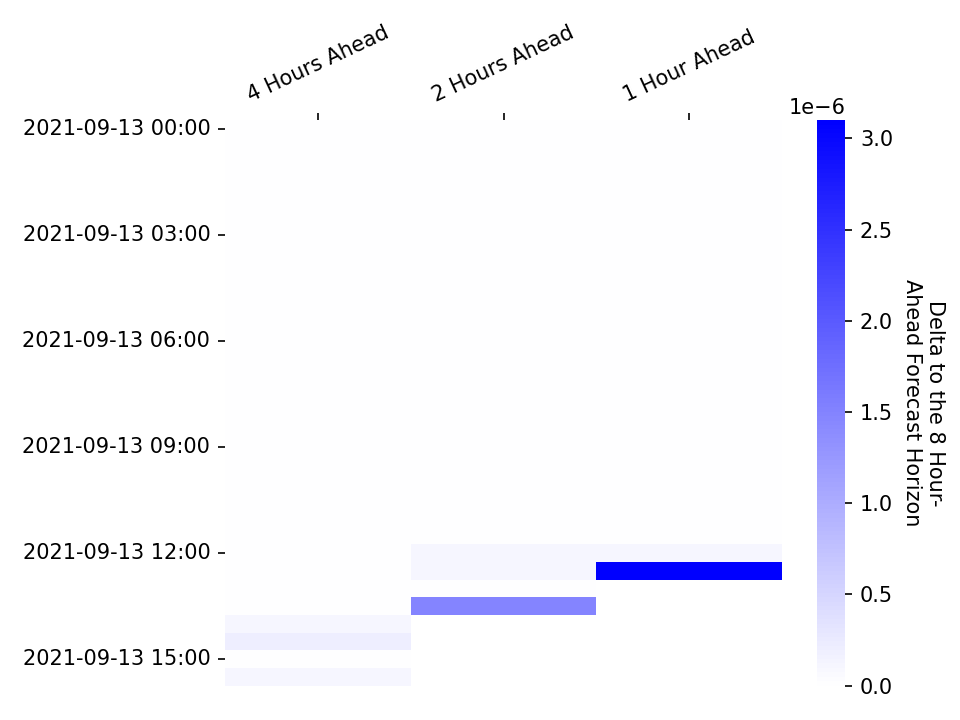 4 Hours Ahead
2 Hours Ahead
1 Hour Ahead
1e−6
2021-09-13 00:00
2021-09-13 03:00
2021-09-13 06:00
2021-09-13 09:00
2021-09-13 12:00
2021-09-13 15:00
3.0
2.5
2.0
1.5
1.0
0.5
0.0
Delta to the 8 Hour-
Ahead Forecast Horizon